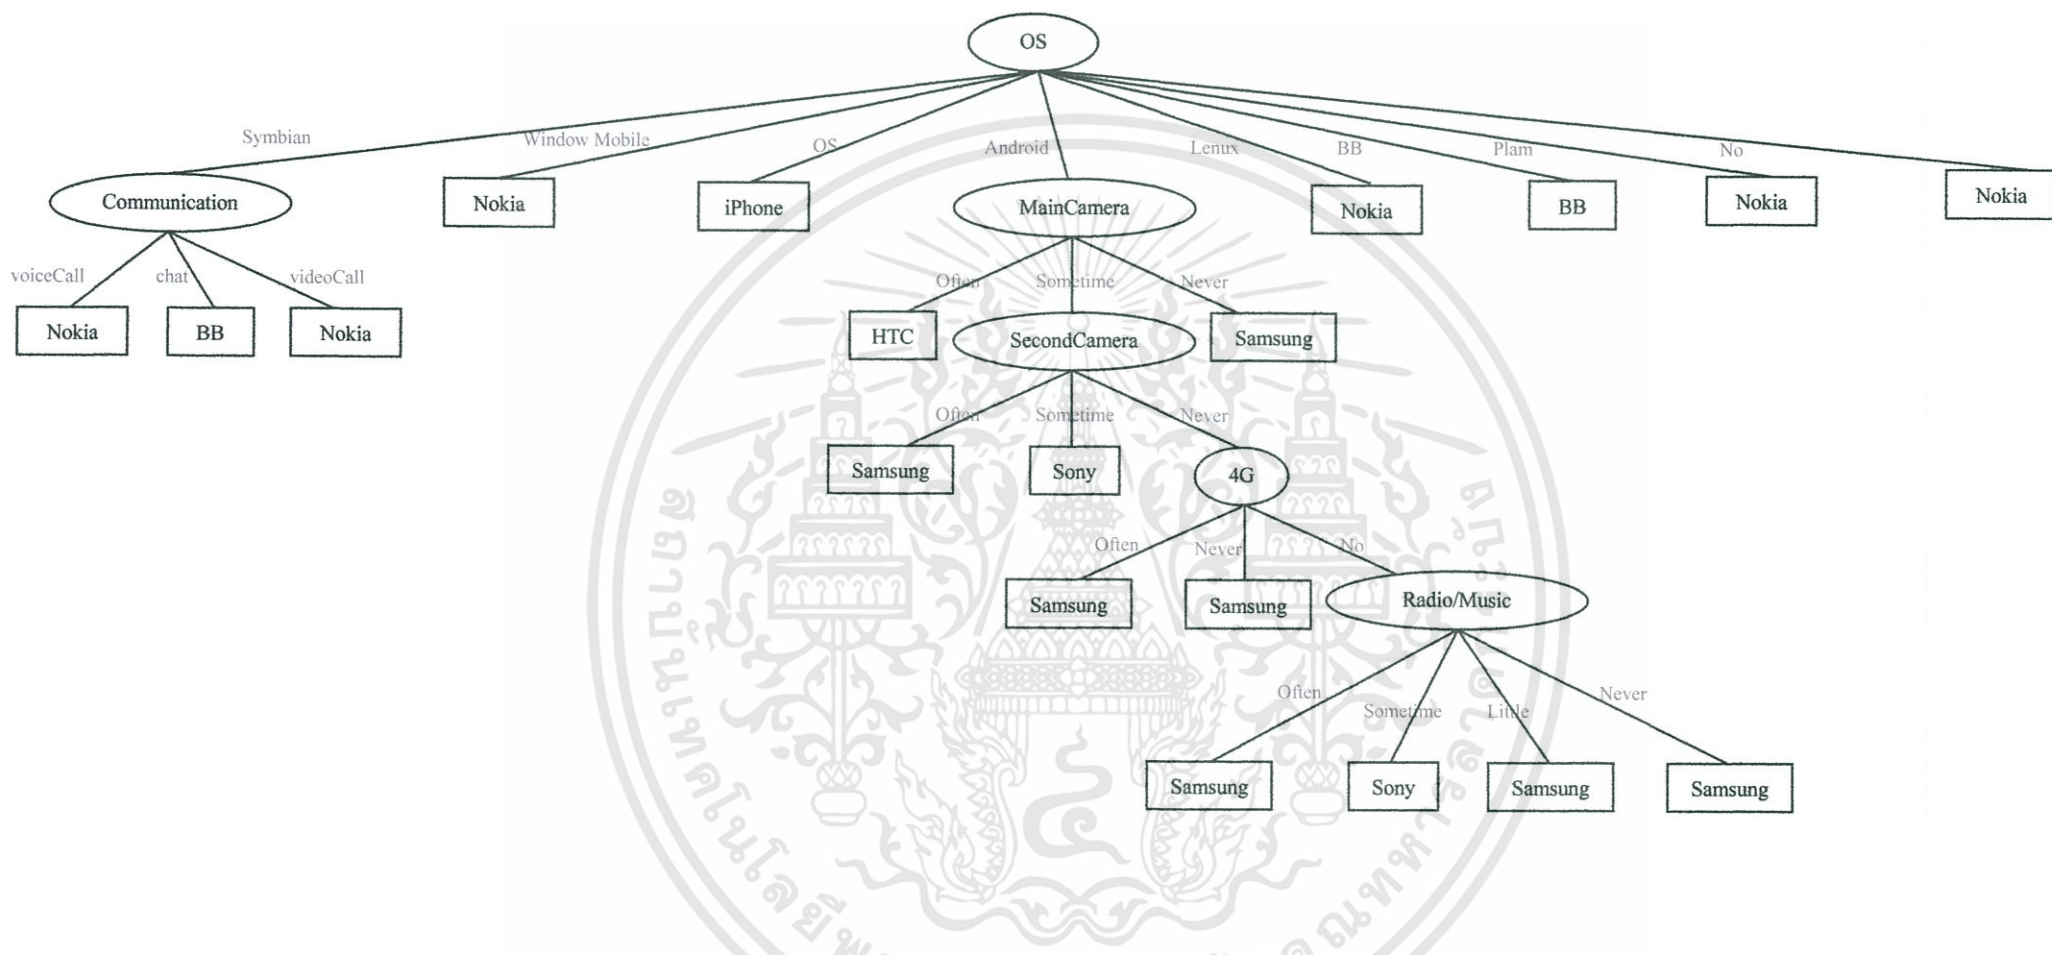 OS
Symbian
Window Mobile
OS
Android
Lenux
BB
Plam
No
Communication
Nokia
iPhone
MainCamera
Nokia
BB
Nokia
Nokia
voiceCall
chat
videoCall
Often
Sometime
Never
Nokia
BB
Nokia
HTC
SecondCamera
Samsung
Often
Sometime
Never
Samsung
Sony
4G
Often
Never
No
Samsung
Samsung
Radio/Music
Often
Sometime
Little
Never
Samsung
Sony
Samsung
Samsung